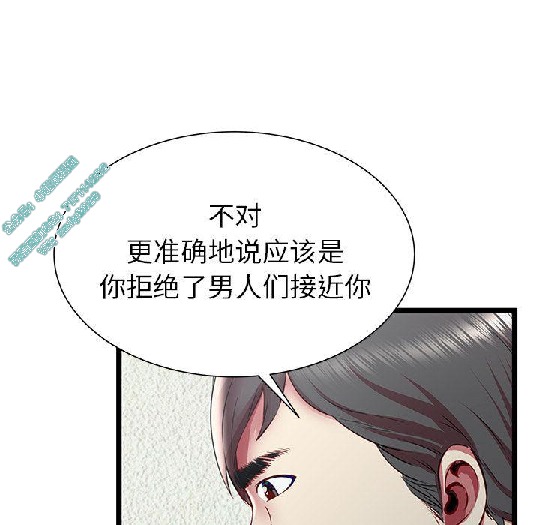 不对
更准确地说应该是
你拒绝了男人们接近你